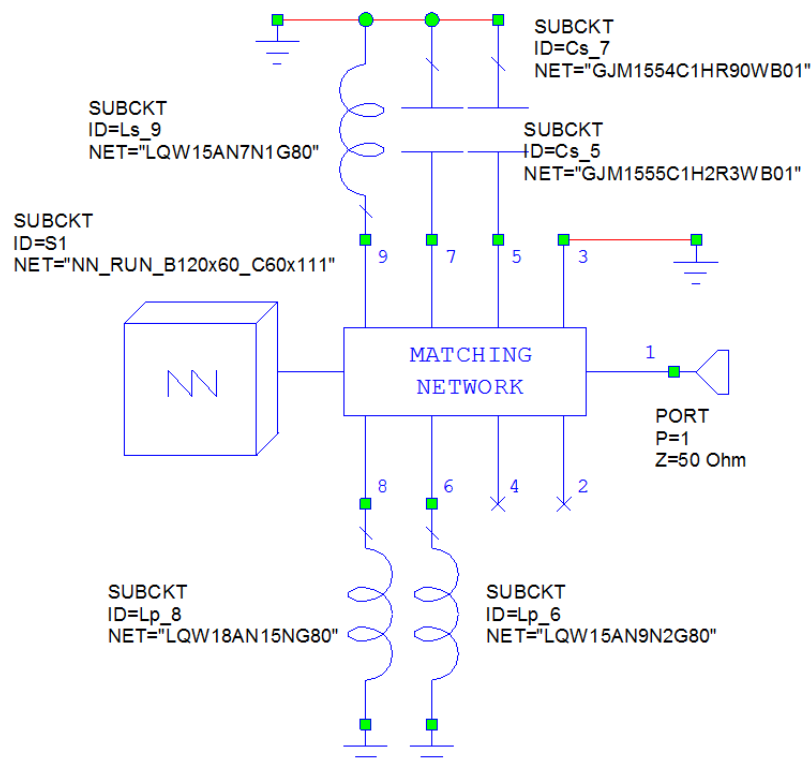 SUBCKT
ID=Cs_7
NET="GJM1554C1HR90WB01"
SUBCKT
ID=Ls_9
NET="LQW15AN7N1G80"
SUBCKT
ID=Cs_5
NET="GJM1555C1H2R3WB01"
SUBCKT
ID=S1
NET="NN_RUN_B120x60_C60x111"
9
7
5
3
NN
MATCHING
NETWORK
1
PORT
P=1
Z=50 Ohm
8
6
4
2
SUBCKT
ID=Lp_8
NET="LQW18AN15NG80"
SUBCKT
ID=Lp_6
NET="LQW15AN9N2G80"